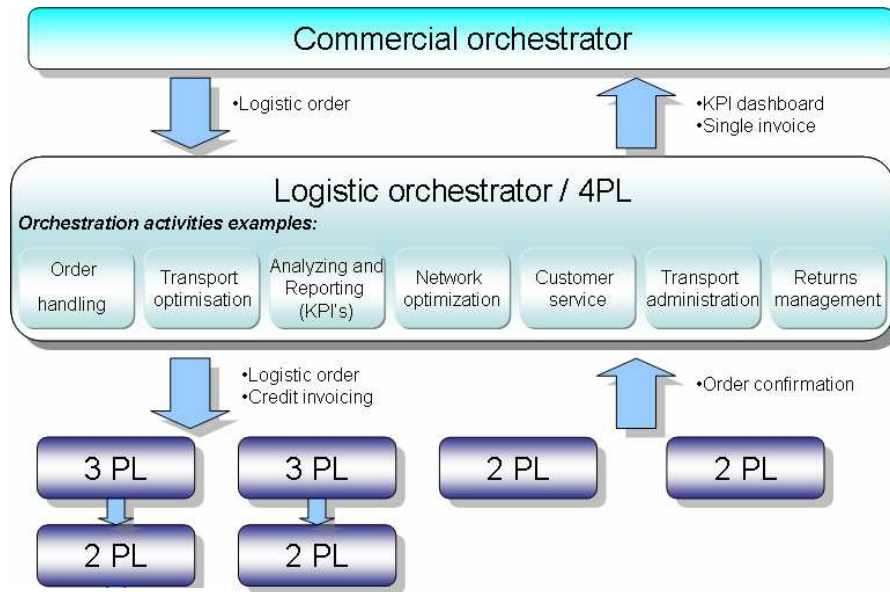 Commercial orchestrator
•Logistic order
•KPI dashboard
•Single invoice
Logistic orchestrator / 4PL
Orchestration activities examples:
Order
handling
Transport
optimisation
Analyzing and
Reporting
(KPI's)
Network
optimization
Customer
service
Transport
administration
Returns
management
•Logistic order
•Credit invoicing
•Order confirmation
3 PL
3 PL
2 PL
2 PL
2 PL
2 PL